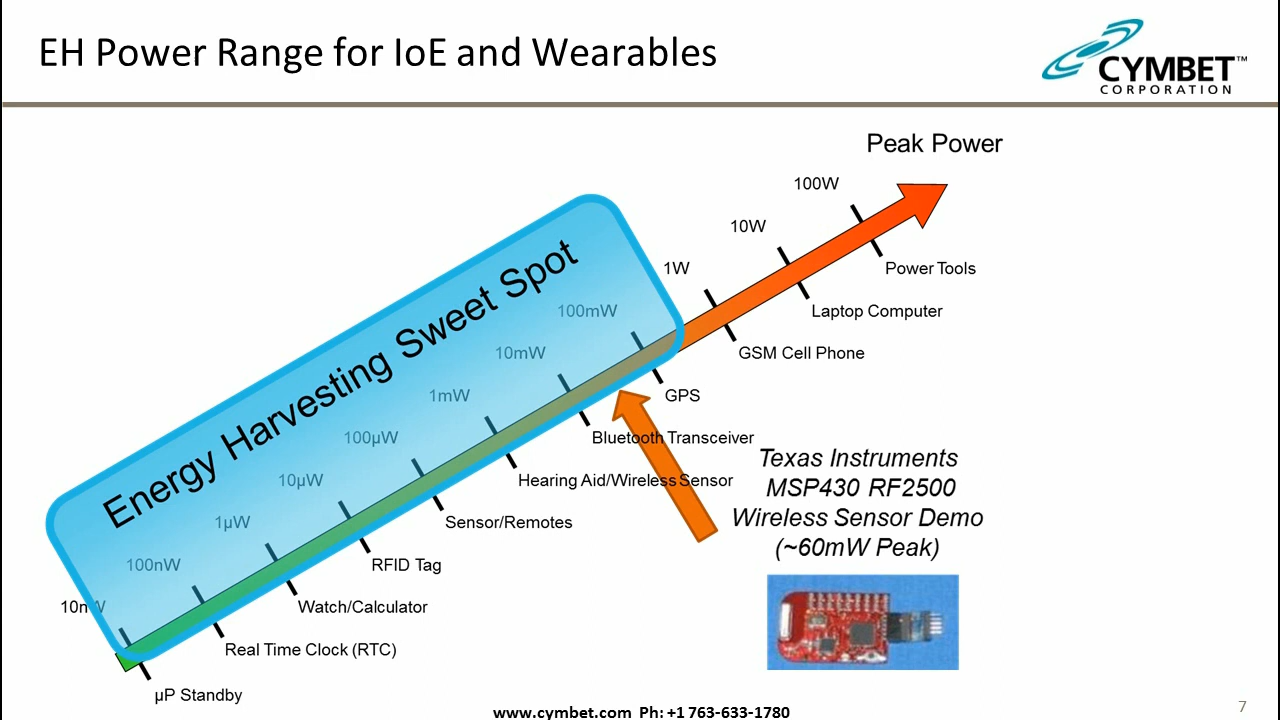 EH Power Range for IoE and Wearables
CYMBET™
CORPORATION
Peak Power
100W
10W
1W
100mW
10mW
1mW
100µW
10µW
1µW
100nW
10nW
Energy Harvesting Sweet Spot
Power Tools
Laptop Computer
GSM Cell Phone
GPS
Bluetooth Transceiver
Hearing Aid/Wireless Sensor
Sensor/Remotes
RFID Tag
Watch/Calculator
Real Time Clock (RTC)
µP Standby
Texas Instruments
MSP430 RF2500
Wireless Sensor Demo
(~60mW Peak)
www.cymbet.com Ph: +1 763-633-1780
7